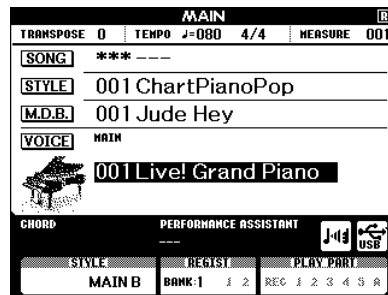 MAIN
TRANSPOSE 0 TEMPO ♩=080 4/4 MEASURE 001
SONG ***---
STYLE 001 ChartPianoPop
M.D.B. 001 Jude Hey
VOICE MAIN
001 Live! Grand Piano
CHORD PERFORMANCE ASSISTANT
---
USB
STYLE REGIST PLAY PART
MAIN B BANK:1 1 2 REC 1 2 3 4 5 A